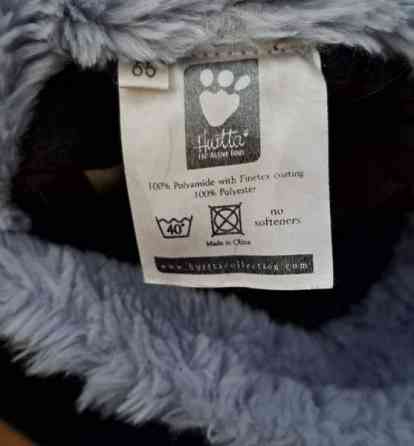 66
Hurtta
FOR ACTIVE DOGS
100% Polyamide with Finetex coating
100% Polyester
40°
no
softeners
Made in China
www.hurttacollection.com